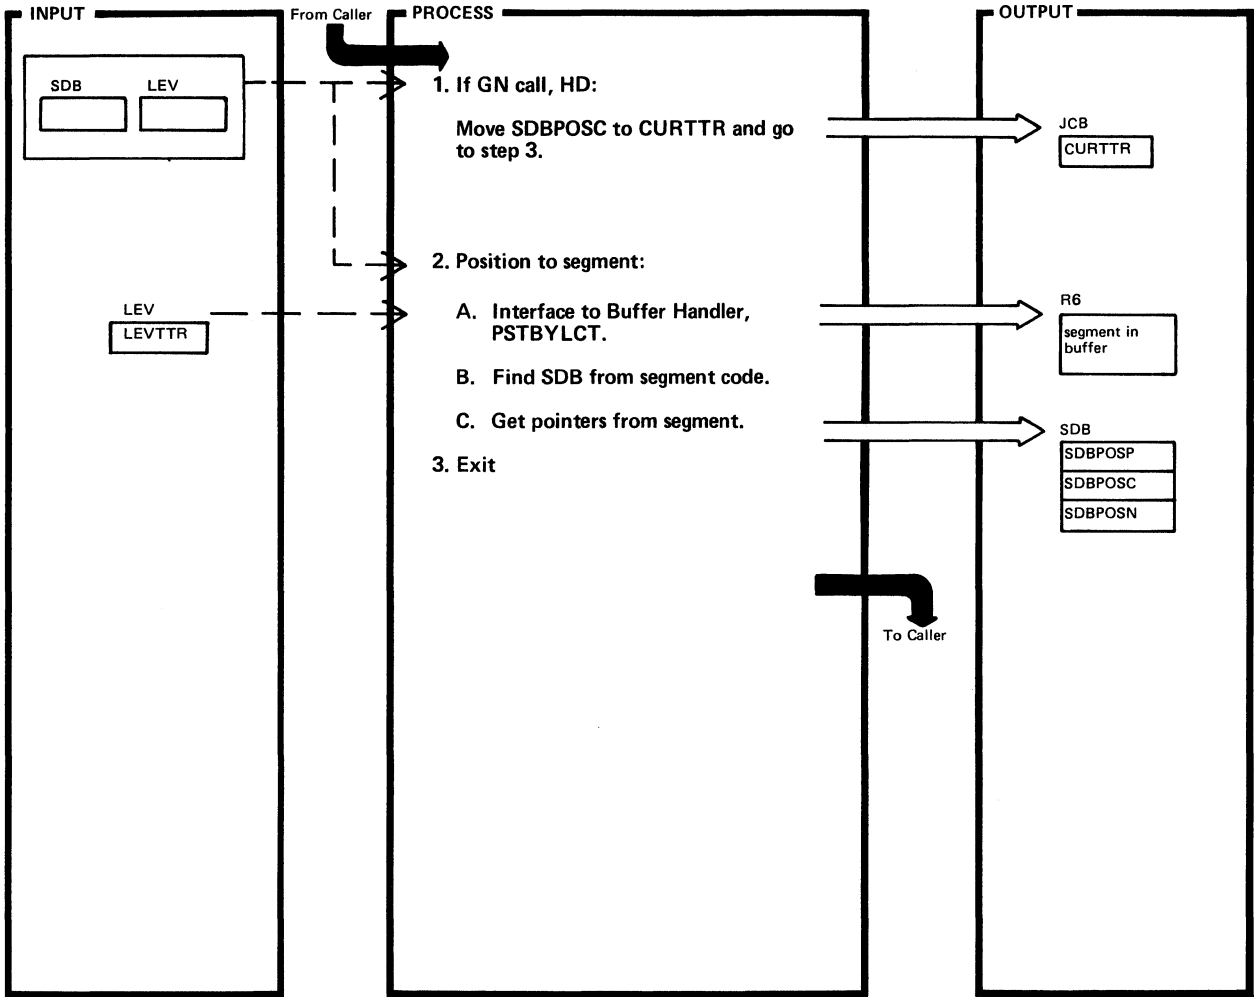 INPUT
From Caller
PROCESS
OUTPUT
SDB LEV
1. If GN call, HD:
Move SDBPOSC to CURTTR and go
to step 3.
JCB
CURTTR
2. Position to segment:
LEV
LEVTTR
A. Interface to Buffer Handler,
PSTBYLCT.
R6
segment in
buffer
B. Find SDB from segment code.
C. Get pointers from segment.
SDB
SDBPOSP
SDBPOSC
SDBPOSN
3. Exit
To Caller